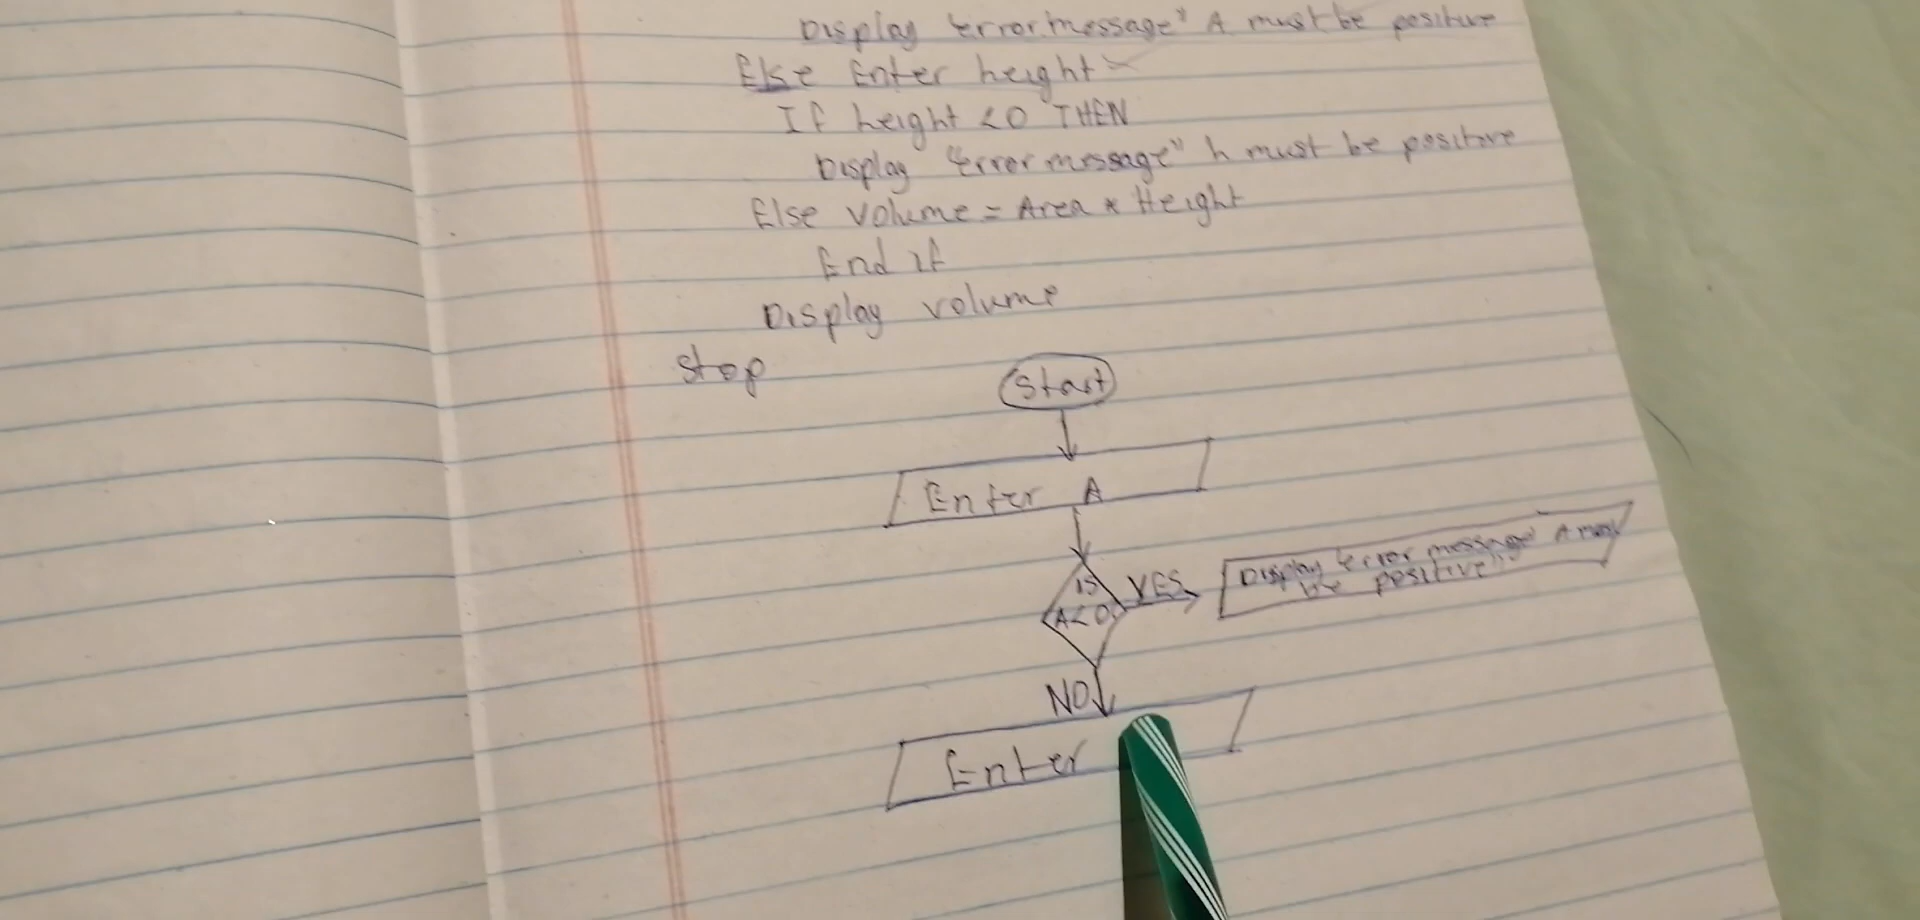 Display "error message" A must be positive
Else Enter height
If height <0 THEN
Display "error message" h must be positive
Else volume = Area * Height
End if
Display volume
Stop
Start
Enter A
is A<0
YES
Display "error message" A must be positive"
NO
Enter